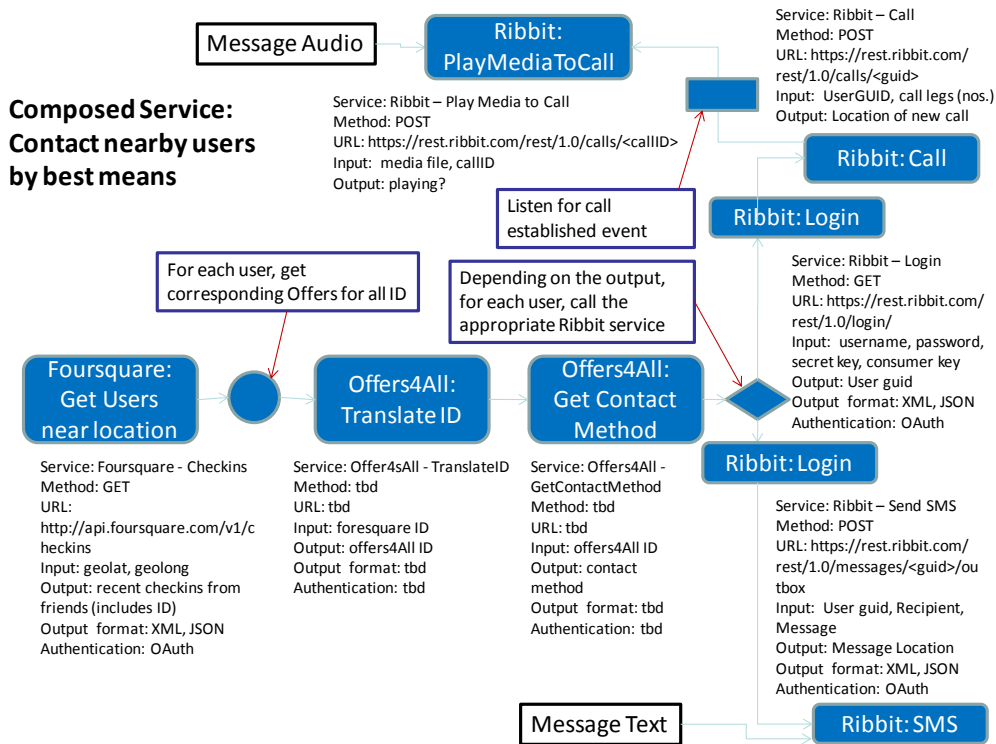 Message Audio
Ribbit:
PlayMediaToCall
Service: Ribbit – Call
Method: POST
URL: https://rest.ribbit.com/
rest/1.0/calls/<guid>
Input:  UserGUID, call legs (nos.)
Output: Location of new call
Composed Service:
Contact nearby users
by best means
Service: Ribbit – Play Media to Call
Method: POST
URL: https://rest.ribbit.com/rest/1.0/calls/<callID>
Input:  media file, callID
Output: playing?
Ribbit: Call
Listen for call
established event
Ribbit: Login
For each user, get
corresponding Offers for all ID
Depending on the output,
for each user, call the
appropriate Ribbit service
Service: Ribbit – Login
Method: GET
URL: https://rest.ribbit.com/
rest/1.0/login/
Input:  username, password,
secret key, consumer key
Output: User guid
Output  format: XML, JSON
Authentication: OAuth
Foursquare:
Get Users
near location
Offers4All:
Translate ID
Offers4All:
Get Contact
Method
Ribbit: Login
Service: Foursquare - Checkins
Method: GET
URL:
http://api.foursquare.com/v1/c
heckins
Input: geolat, geolong
Output: recent checkins from
friends (includes ID)
Output  format: XML, JSON
Authentication: OAuth
Service: Offer4sAll - TranslateID
Method: tbd
URL: tbd
Input: foresquare ID
Output: offers4All ID
Output  format: tbd
Authentication: tbd
Service: Offers4All -
GetContactMethod
Method: tbd
URL: tbd
Input: offers4All ID
Output: contact
method
Output  format: tbd
Authentication: tbd
Service: Ribbit – Send SMS
Method: POST
URL: https://rest.ribbit.com/
rest/1.0/messages/<guid>/ou
tbox
Input:  User guid, Recipient,
Message
Output: Message Location
Output  format: XML, JSON
Authentication: OAuth
Message Text
Ribbit: SMS